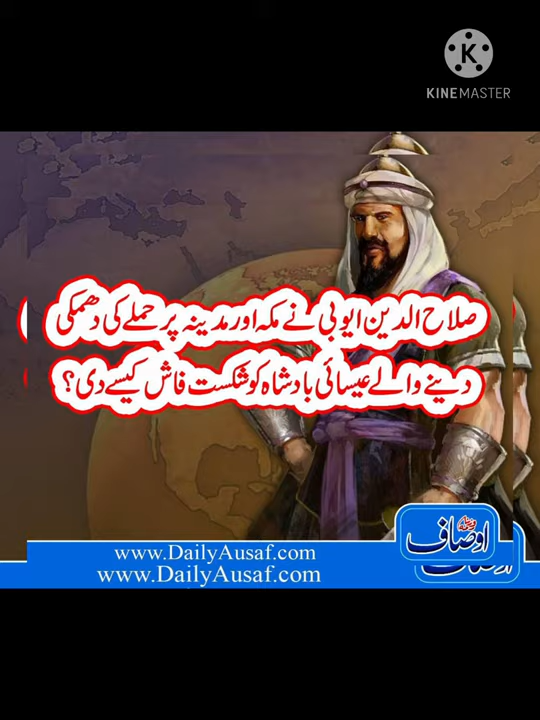 KINEMASTER
صلاح الدین ایوبی نے مکہ اور مدینہ پر حملے کی دھمکی
دینے والے عیسائی بادشاہ کو شکست فاش کیسے دی؟
www.DailyAusaf.com
www.DailyAusaf.com
اوصاف